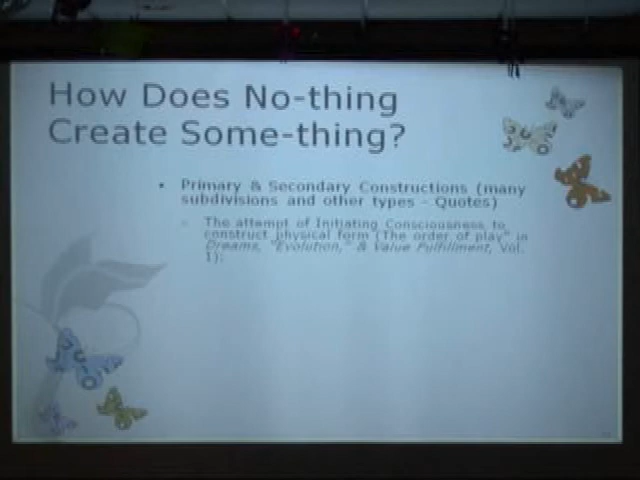 How Does No-thing
Create Some-thing?
• Primary & Secondary Constructions (many
subdivisions and other types - Quotes)
The attempt of Initiating Consciousness to
construct physical form (The order of play" in
Dreams, "Evolution," & Value Fulfillment, Vol.
1):